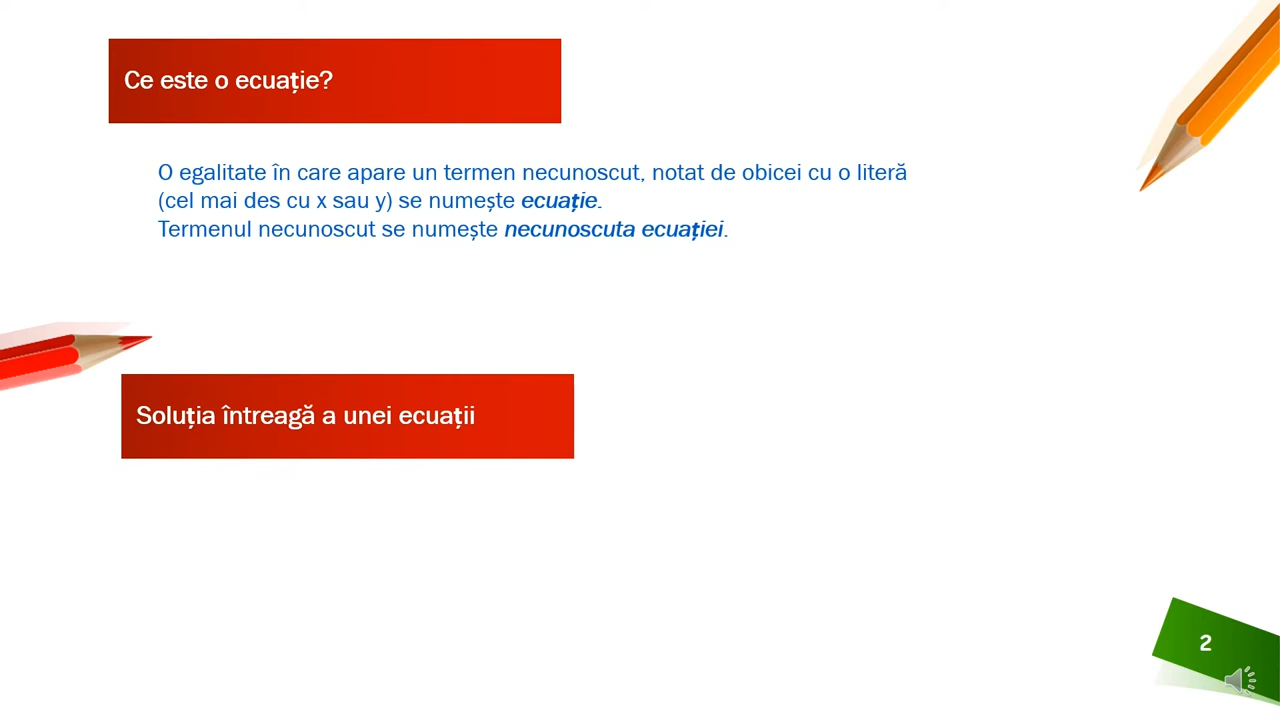 Ce este o ecuație?
O egalitate în care apare un termen necunoscut, notat de obicei cu o literă
(cel mai des cu x sau y) se numește ecuație.
Termenul necunoscut se numește necunoscuta ecuației.
Soluția întreagă a unei ecuații
2